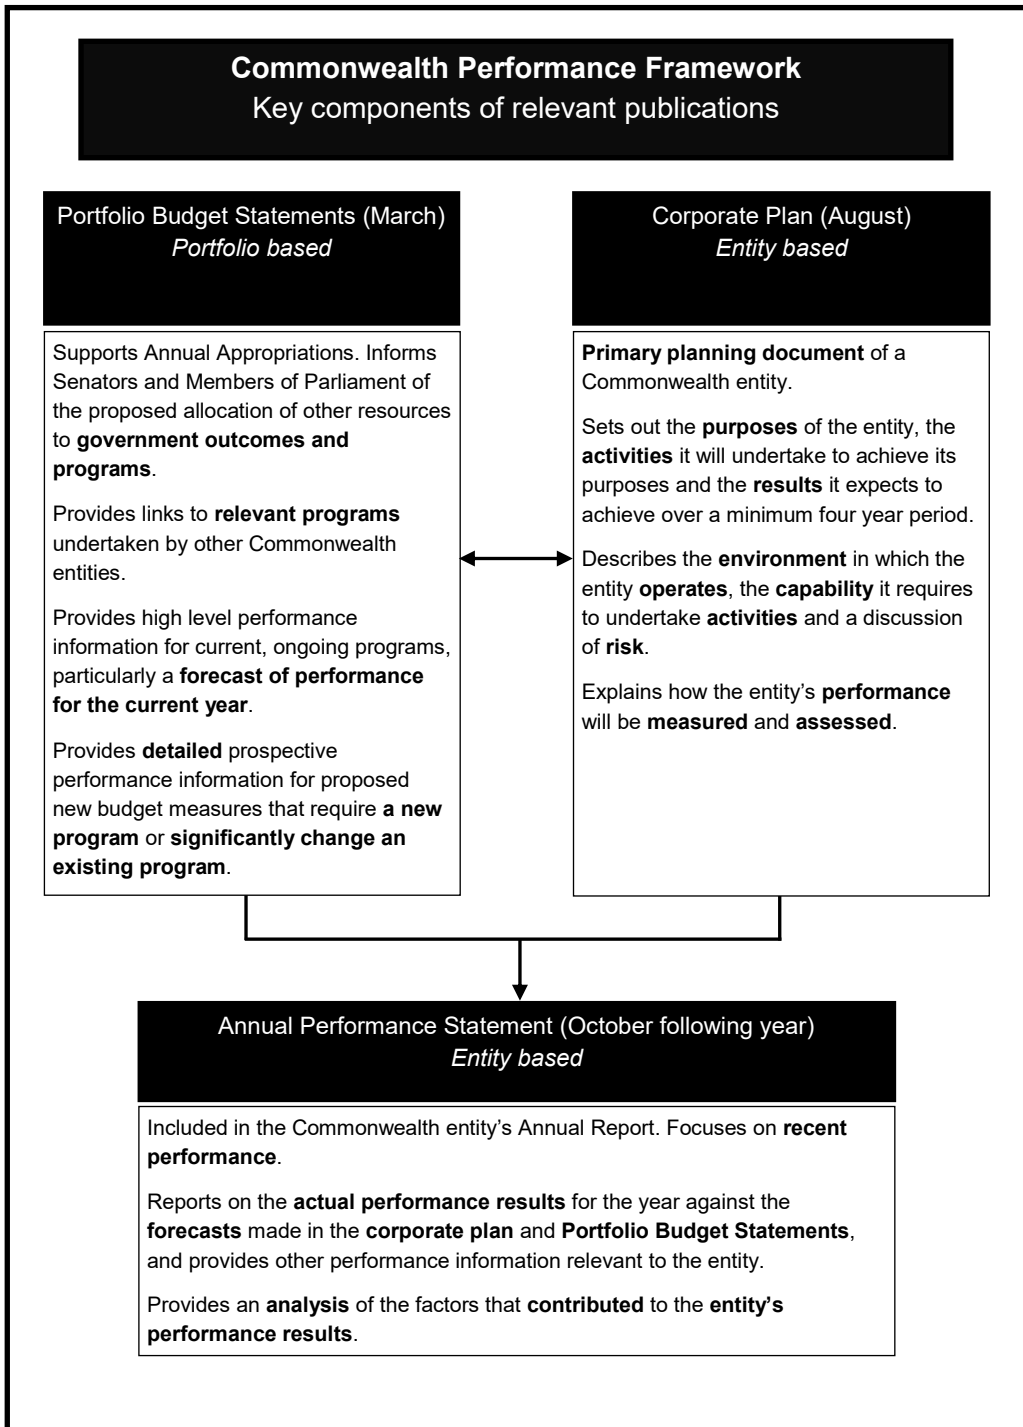 Commonwealth Performance Framework
Key components of relevant publications
Portfolio Budget Statements (March)
Portfolio based
Supports Annual Appropriations. Informs
Senators and Members of Parliament of
the proposed allocation of other resources
to government outcomes and
programs.
Provides links to relevant programs
undertaken by other Commonwealth
entities.
Provides high level performance
information for current, ongoing programs,
particularly a forecast of performance
for the current year.
Provides detailed prospective
performance information for proposed
new budget measures that require a new
program or significantly change an
existing program.
Corporate Plan (August)
Entity based
Primary planning document of a
Commonwealth entity.
Sets out the purposes of the entity, the
activities it will undertake to achieve its
purposes and the results it expects to
achieve over a minimum four year period.
Describes the environment in which the
entity operates, the capability it requires
to undertake activities and a discussion
of risk.
Explains how the entity’s performance
will be measured and assessed.
Annual Performance Statement (October following year)
Entity based
Included in the Commonwealth entity’s Annual Report. Focuses on recent
performance.
Reports on the actual performance results for the year against the
forecasts made in the corporate plan and Portfolio Budget Statements,
and provides other performance information relevant to the entity.
Provides an analysis of the factors that contributed to the entity’s
performance results.